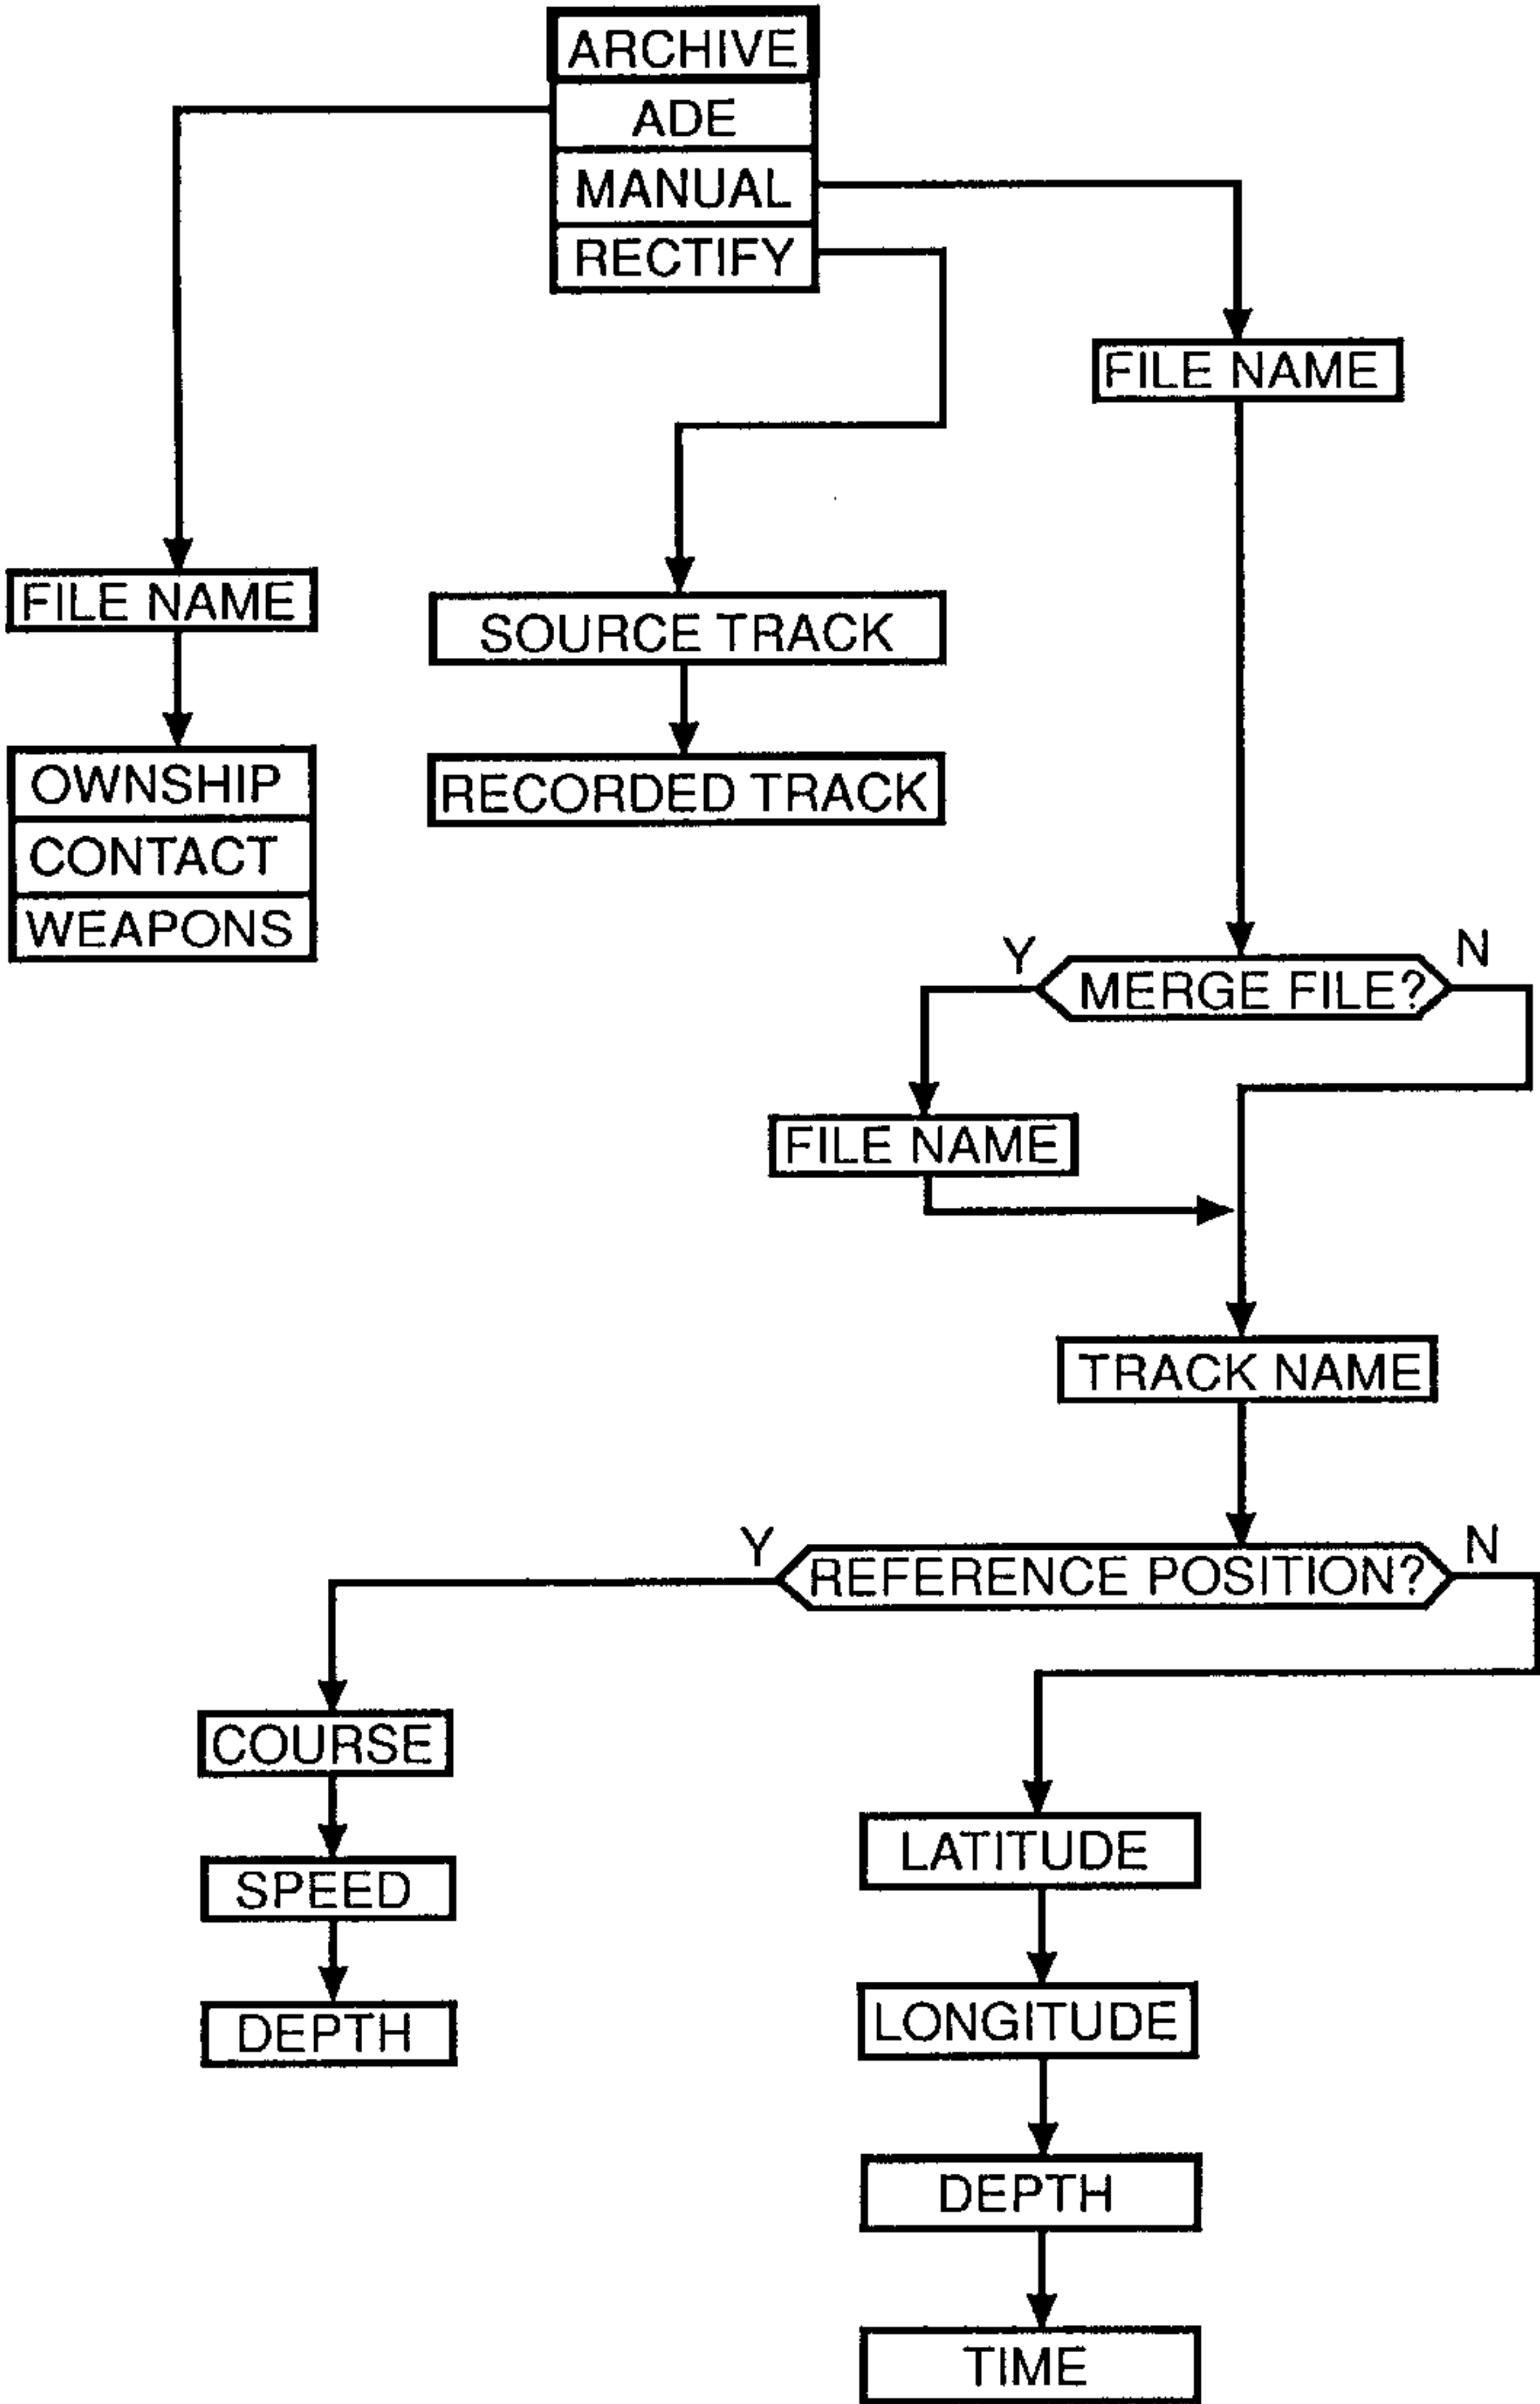 ARCHIVE
ADE
MANUAL
RECTIFY
FILE NAME
FILE NAME
SOURCE TRACK
OWNSHIP
RECORDED TRACK
CONTACT
WEAPONS
Y
N
MERGE FILE?
FILE NAME
TRACK NAME
Y
N
REFERENCE POSITION?
COURSE
LATITUDE
SPEED
LONGITUDE
DEPTH
DEPTH
TIME